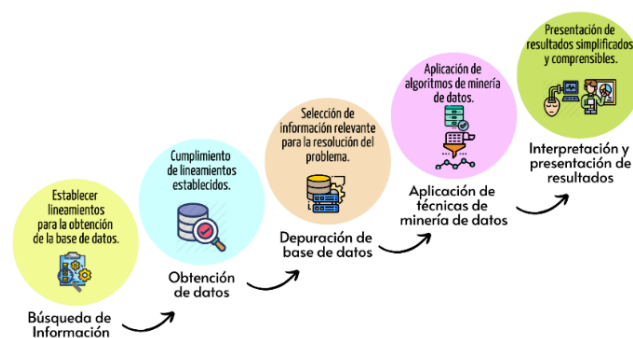 Establecer
lineamientos
para la obtención
de la base de datos.
Búsqueda de
Información
Cumplimiento
de lineamientos
establecidos.
Obtención
de datos
Selección de
información relevante
para la resolución del
problema.
Depuración de
base de datos
Aplicación de
algoritmos de minería
de datos.
Aplicación de
técnicas de
minería de datos
Presentación de
resultados simplificados
y comprensibles.
Interpretación y
presentación de
resultados